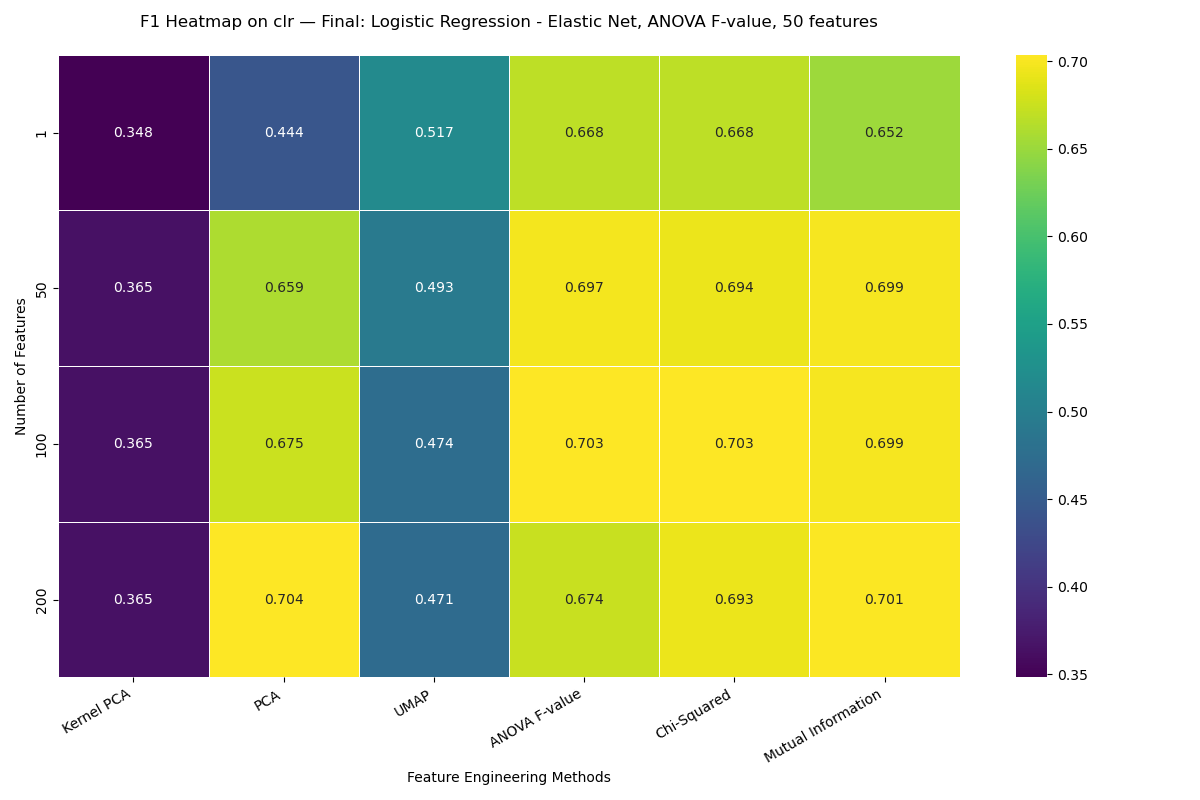 F1 Heatmap on clr — Final: Logistic Regression - Elastic Net, ANOVA F-value, 50 features
Number of Features
1
0.348 0.444 0.517 0.668 0.668 0.652
50
0.365 0.659 0.493 0.697 0.694 0.699
100
0.365 0.675 0.474 0.703 0.703 0.699
200
0.365 0.704 0.471 0.674 0.693 0.701
Kernel PCA
PCA
UMAP
ANOVA F-value
Chi-Squared
Mutual Information
Feature Engineering Methods
0.70
0.65
0.60
0.55
0.50
0.45
0.40
0.35